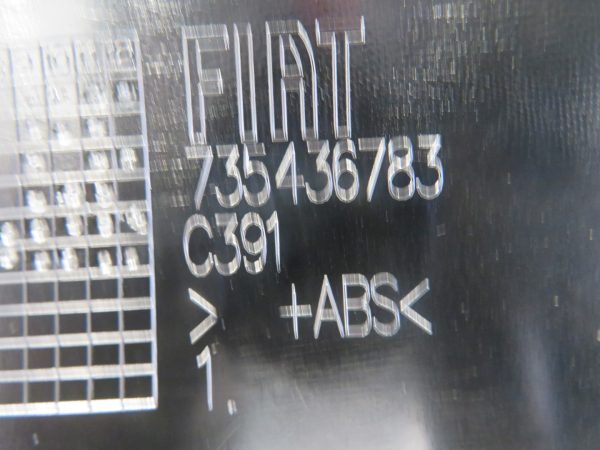 FIAT
735436783
C391
> +ABS<
1